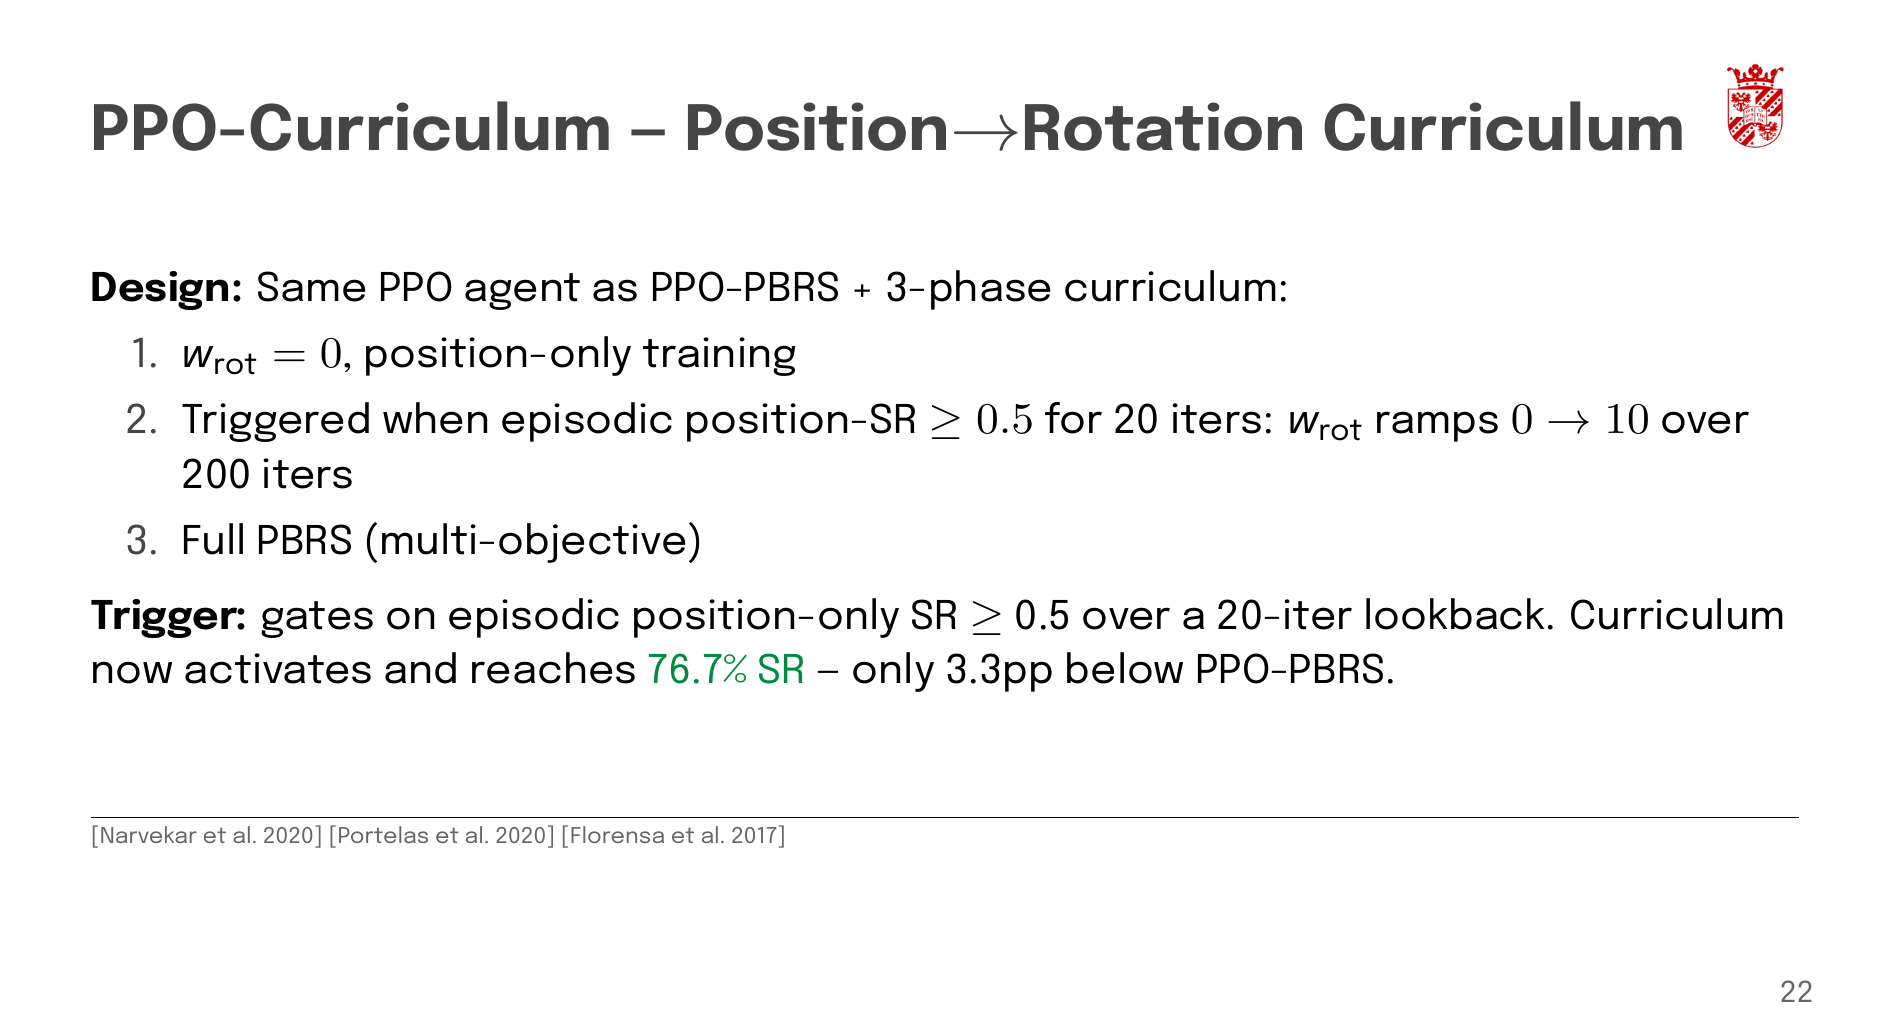 PPO-Curriculum – Position→Rotation Curriculum
Design: Same PPO agent as PPO-PBRS + 3-phase curriculum:
1. w_rot = 0, position-only training
2. Triggered when episodic position-SR ≥ 0.5 for 20 iters: w_rot ramps 0 → 10 over
200 iters
3. Full PBRS (multi-objective)
Trigger: gates on episodic position-only SR ≥ 0.5 over a 20-iter lookback. Curriculum
now activates and reaches 76.7% SR – only 3.3pp below PPO-PBRS.
[Narvekar et al. 2020] [Portelas et al. 2020] [Florensa et al. 2017]
22